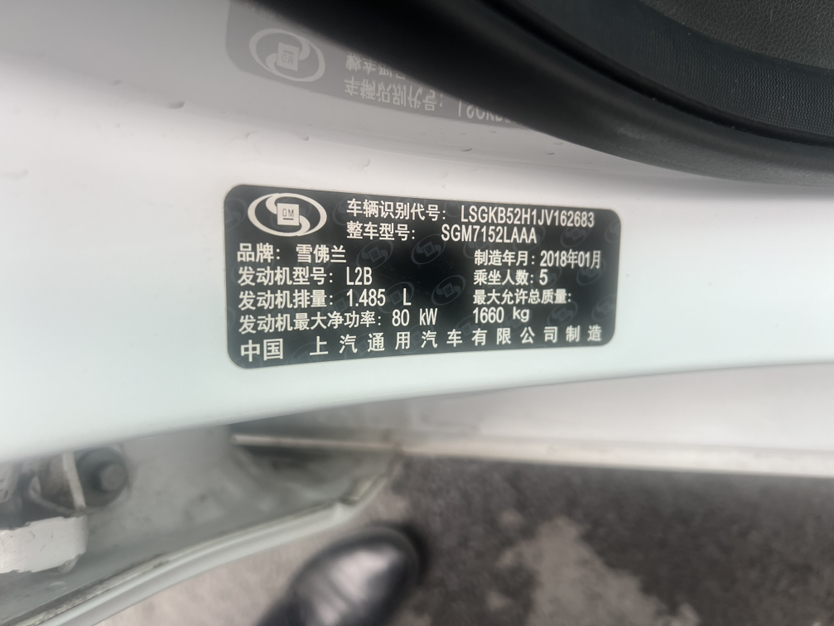 GM
车辆识别代号: LSGKB52H1JV162683
整车型号: SGM7152LAAA
品牌: 雪佛兰
制造年月: 2018年01月
发动机型号: L2B
乘坐人数: 5
发动机排量: 1.485 L
最大允许总质量:
1660 kg
发动机最大净功率: 80 kW
中国 上汽通用汽车有限公司制造